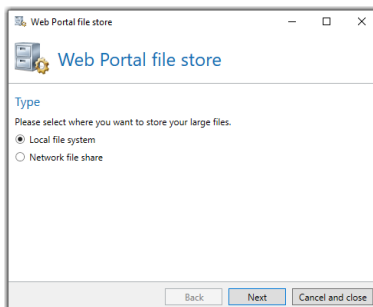 Web Portal file store
Web Portal file store
Type
Please select where you want to store your large files.
Local file system
Network file share
Back Next Cancel and close